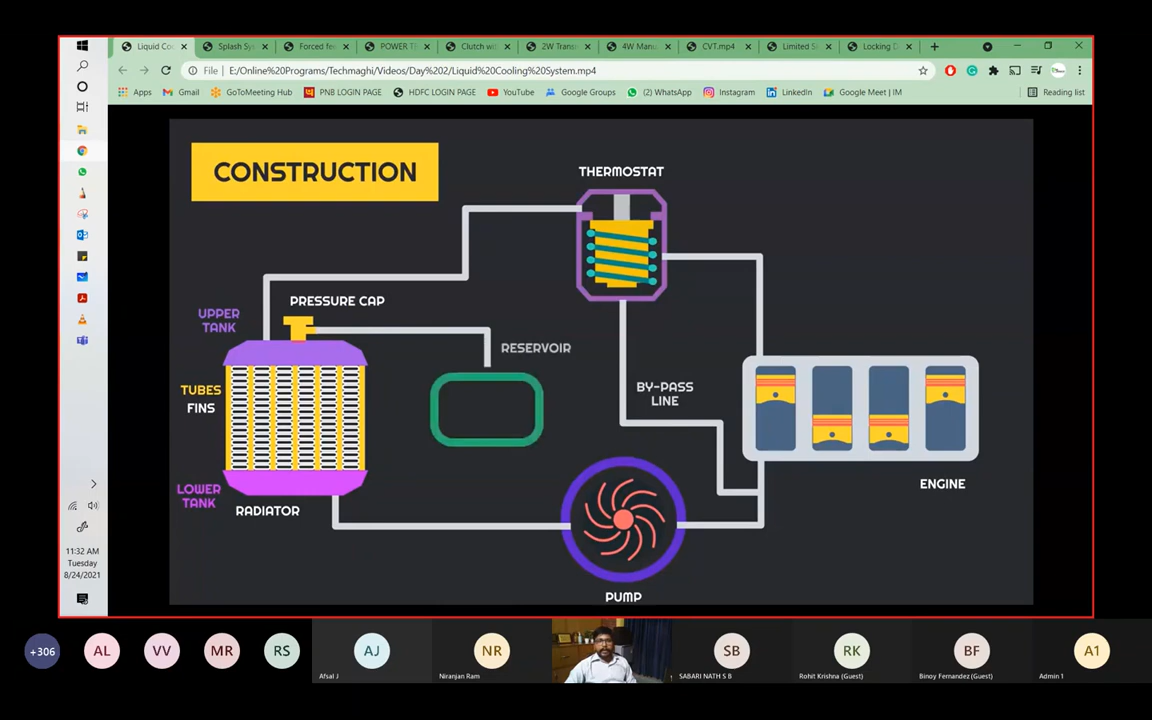 Liquid Co
Splash Sy
Forced fe
POWER T
Clutch wi
2W Trans
4W Manu
CVT.mp4
Limited S
Locking D
File
E:/Online%20Programs/Techmaghi/Videos/Day%202/Liquid%20Cooling%20System.mp4
Apps
Gmail
GoToMeeting Hub
PNB LOGIN PAGE
HDFC LOGIN PAGE
YouTube
Google Groups
(2) WhatsApp
Instagram
LinkedIn
Google Meet | IM
Reading list
CONSTRUCTION
THERMOSTAT
PRESSURE CAP
UPPER
TANK
RESERVOIR
TUBES
FINS
BY-PASS
LINE
LOWER
TANK
RADIATOR
ENGINE
PUMP
11:32 AM
Tuesday
8/24/2021
+306
AL
VV
MR
RS
AJ
NR
SB
RK
BF
A1
Afsal J
Niranjan Ram
SABARI NATH S B
Rohit Krishna (Guest)
Binoy Fernandez (Guest)
Admin 1